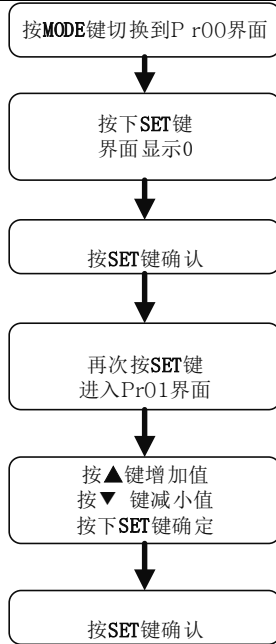 按MODE键切换到P r00界面
按下SET键
界面显示0
按SET键确认
再次按SET键
进入Pr01界面
按▲键增加值
按▼ 键减小值
按下SET键确定
按SET键确认